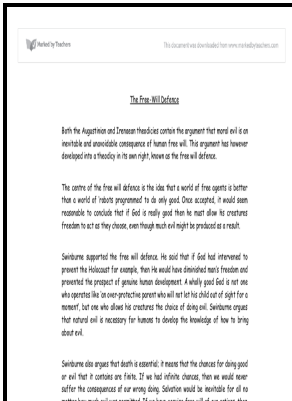 Marked by Teachers
This document was downloaded from www.markedbyteachers.com
The Free-Will Defence
Both the Augustinian and Irenaean theodicies contain the argument that moral evil is an
inevitable and unavoidable consequence of human free will. This argument has however
developed into a theodicy in its own right, known as the free will defence.
The centre of the free will defence is the idea that a world of free agents is better
than a world of 'robots programmed to do only good. Once accepted, it would seem
reasonable to conclude that if God is really good then he must allow his creatures
freedom to act as they choose, even though much evil might be produced as a result.
Swinburne supported the free will defence. He said that if God had intervened to
prevent the Holocaust for example, then He would have diminished man's freedom and
prevented the prospect of genuine human development. A wholly good God is not one
who operates like 'an over-protective parent who will not let his child out of sight for a
moment', but one who allows his creatures the choice of doing evil. Swinburne argues
that natural evil is necessary for humans to develop the knowledge of how to bring
about evil.
Swinburne also argues that death is essential; it means that the chances for doing good
or evil that it contains are finite. If we had infinite chances, then we would never
suffer the consequences of our wrong doing. Salvation would be inevitable for all no